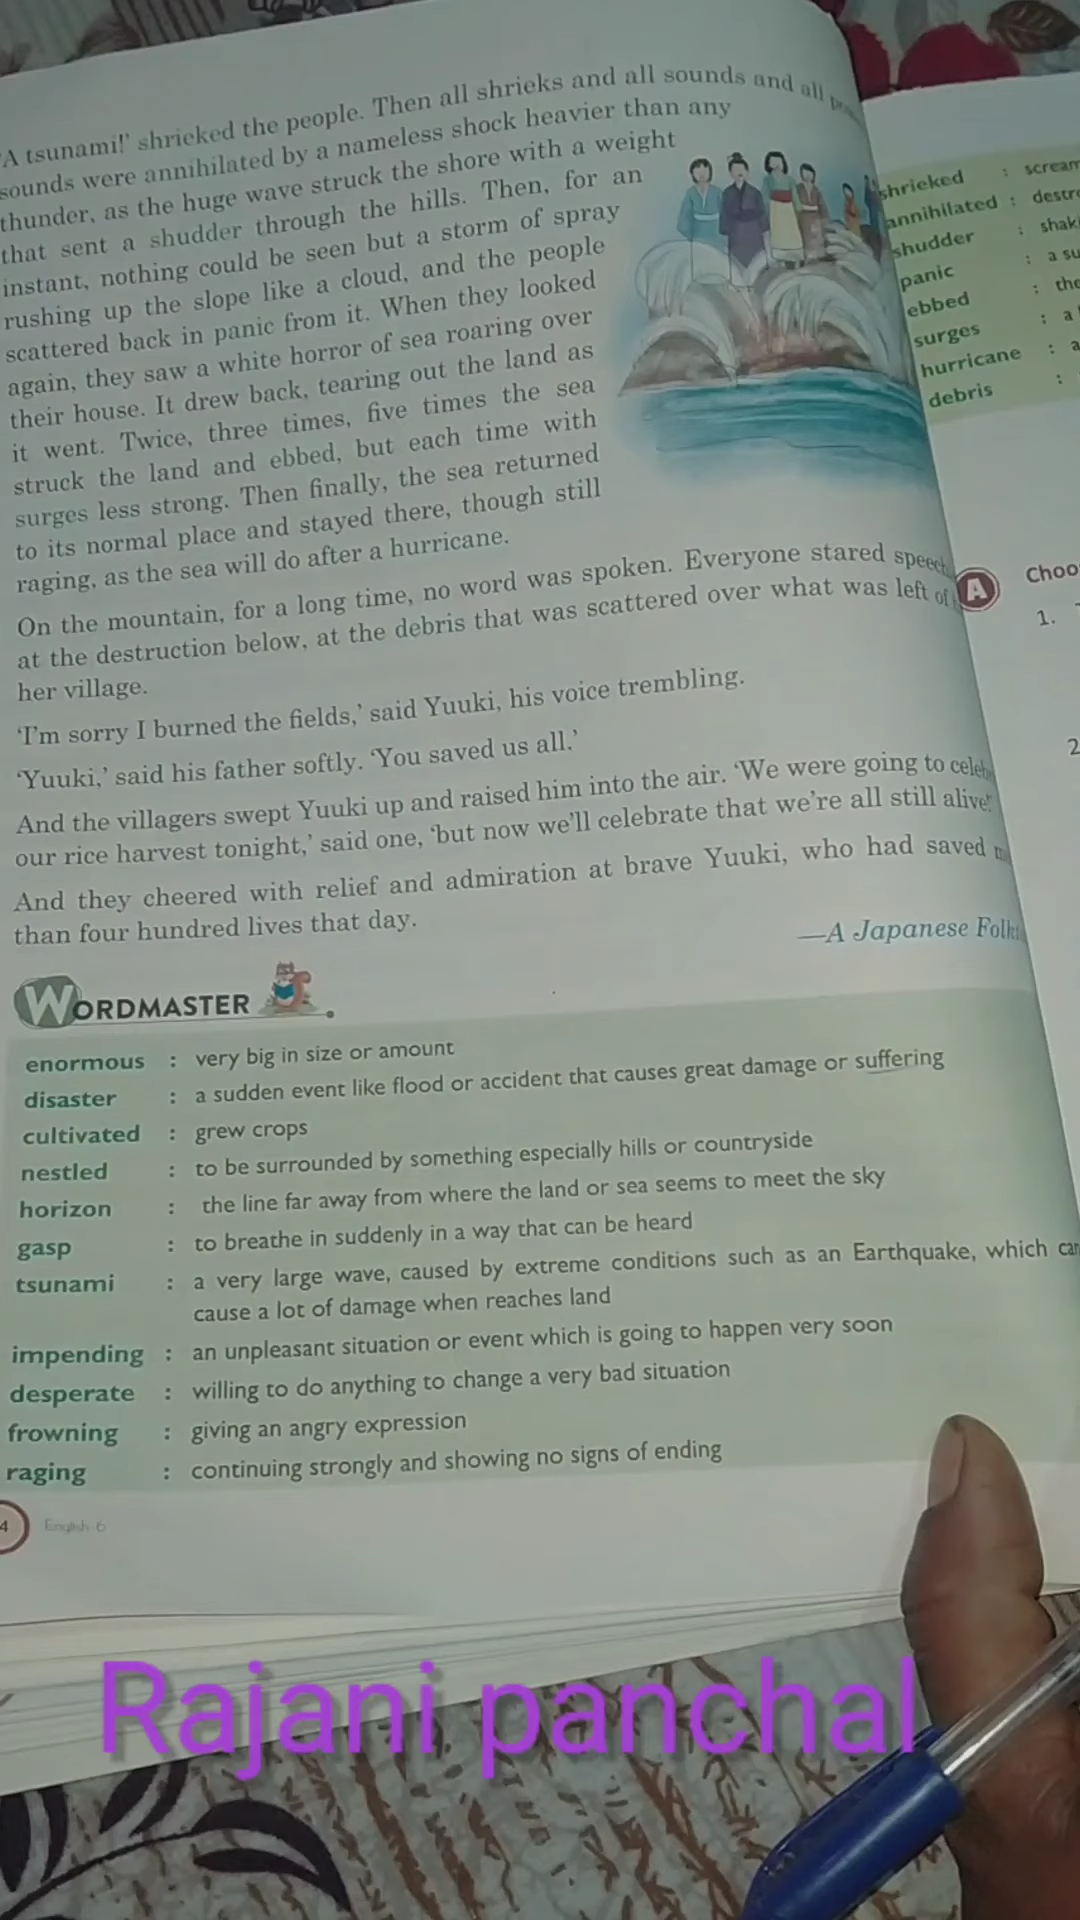 'A tsunami!' shrieked the people. Then all shrieks and all sounds and all
sounds were annihilated by a nameless shock heavier than any
thunder, as the huge wave struck the shore with a weight
that sent a shudder through the hills. Then, for an
instant, nothing could be seen but a storm of spray
rushing up the slope like a cloud, and the people
scattered back in panic from it. When they looked
again, they saw a white horror of sea roaring over
their house. It drew back, tearing out the land as
it went. Twice, three times, five times the sea
struck the land and ebbed, but each time with
surges less strong. Then finally, the sea returned
to its normal place and stayed there, though still
raging, as the sea will do after a hurricane.
On the mountain, for a long time, no word was spoken. Everyone stared speech
at the destruction below, at the debris that was scattered over what was left of
her village.
'I'm sorry I burned the fields,' said Yuuki, his voice trembling.
'Yuuki,' said his father softly. 'You saved us all.'
And the villagers swept Yuuki up and raised him into the air. 'We were going to celeb
our rice harvest tonight,' said one, 'but now we'll celebrate that we're all still alive!'
And they cheered with relief and admiration at brave Yuuki, who had saved
than four hundred lives that day.
—A Japanese Folk
WORDMASTER
enormous : very big in size or amount
disaster : a sudden event like flood or accident that causes great damage or suffering
cultivated : grew crops
nestled : to be surrounded by something especially hills or countryside
horizon : the line far away from where the land or sea seems to meet the sky
gasp : to breathe in suddenly in a way that can be heard
tsunami : a very large wave, caused by extreme conditions such as an Earthquake, which can
cause a lot of damage when reaches land
impending : an unpleasant situation or event which is going to happen very soon
desperate : willing to do anything to change a very bad situation
frowning : giving an angry expression
raging : continuing strongly and showing no signs of ending
4 English-6
shrieked : scream
annihilated : destr
shudder : shak
panic : a su
ebbed : the
surges : a
hurricane : a
debris :
A Choo
1.
2
Rajani panchal